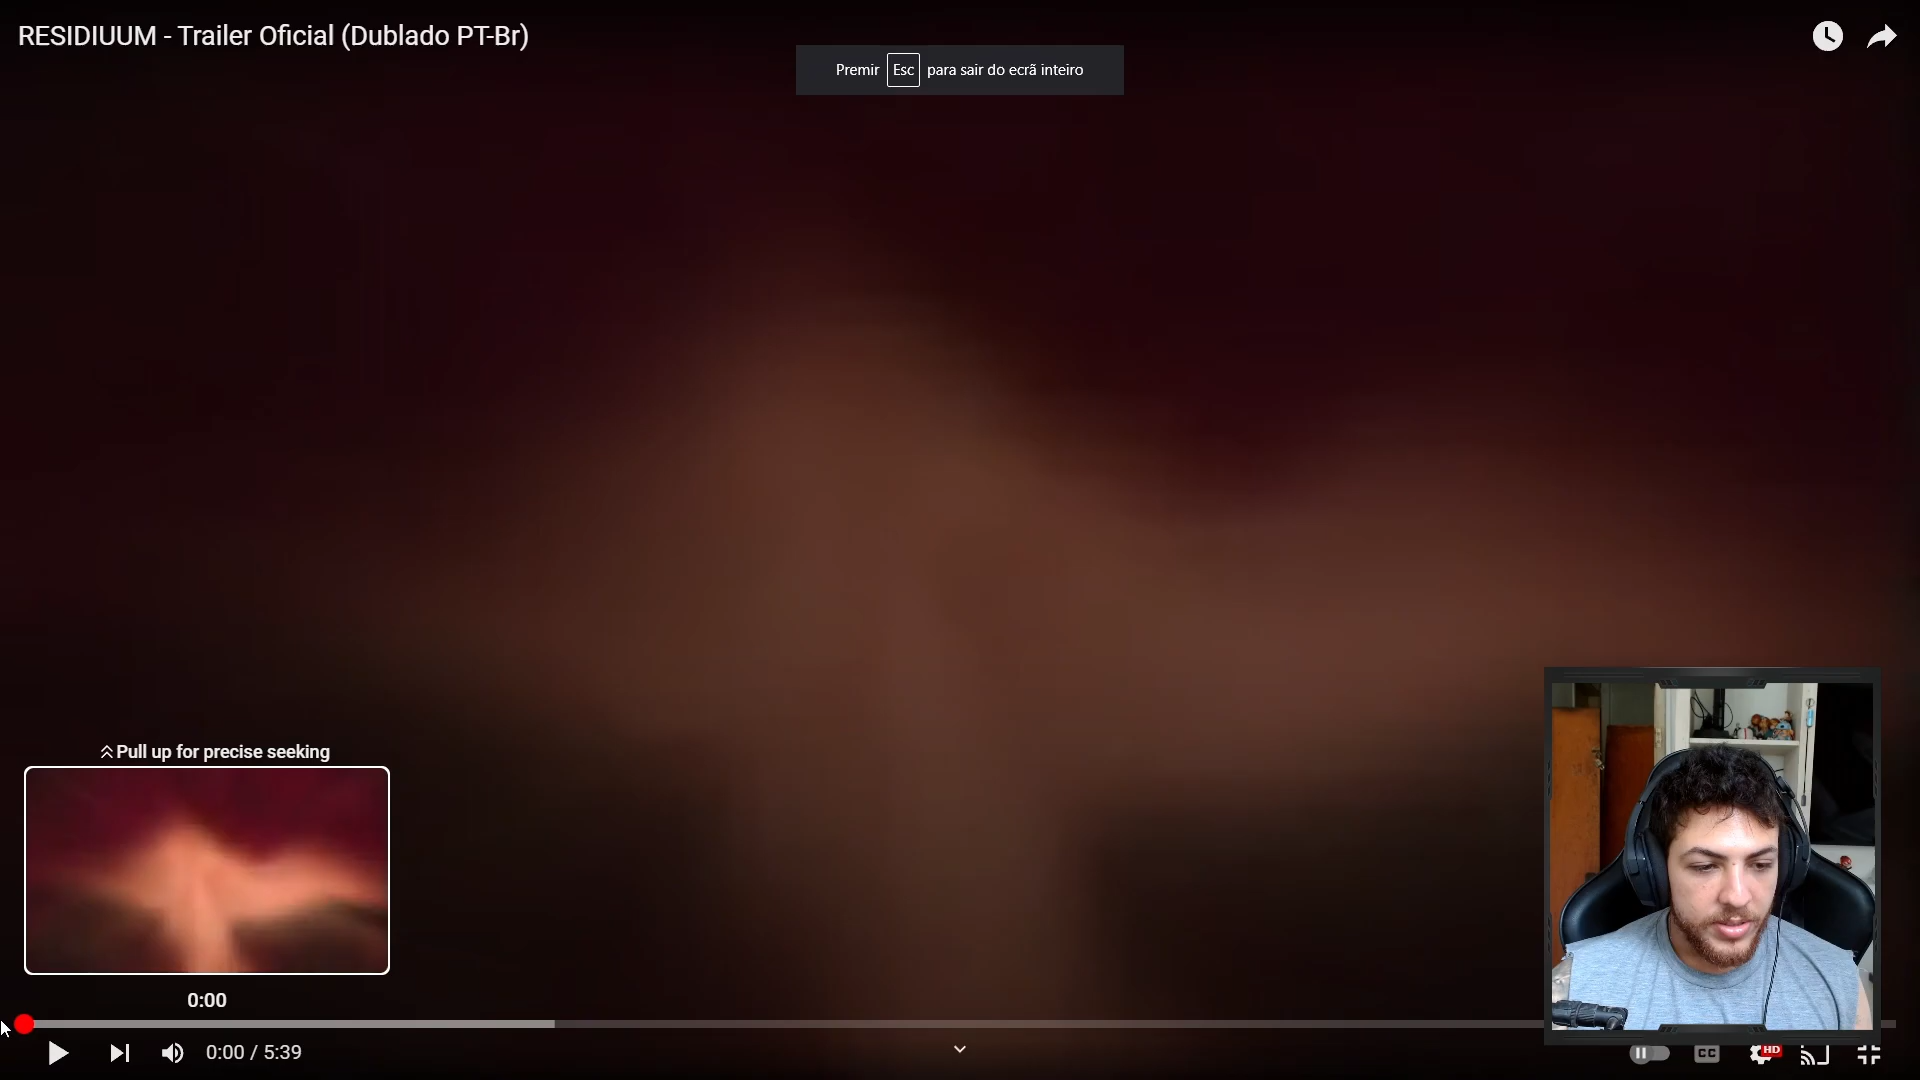 RESIDIUUM - Trailer Oficial (Dublado PT-Br)
Premir Esc para sair do ecrã inteiro
Pull up for precise seeking
0:00
0:00 / 5:39
CC
HD